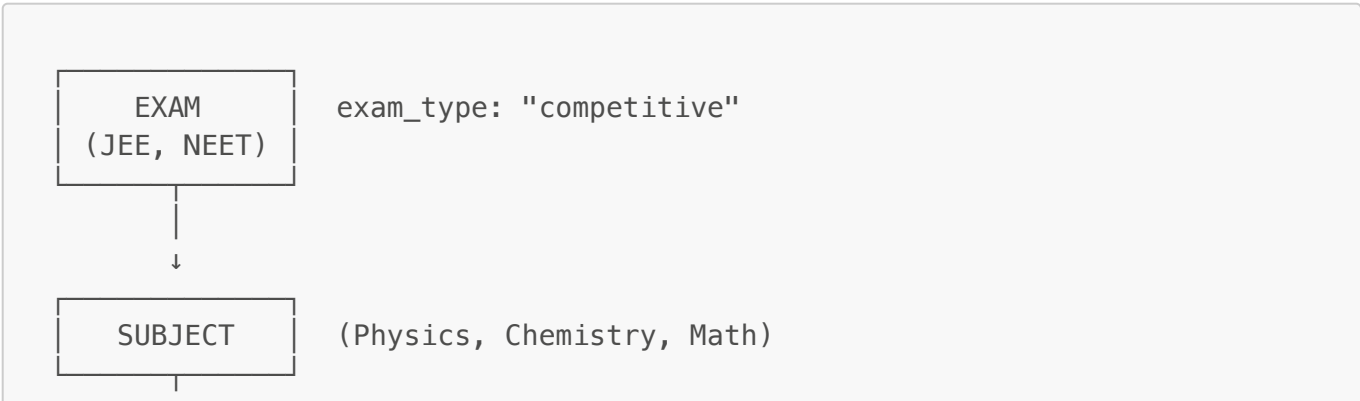 EXAM exam_type: "competitive"
(JEE, NEET)
↓
SUBJECT (Physics, Chemistry, Math)